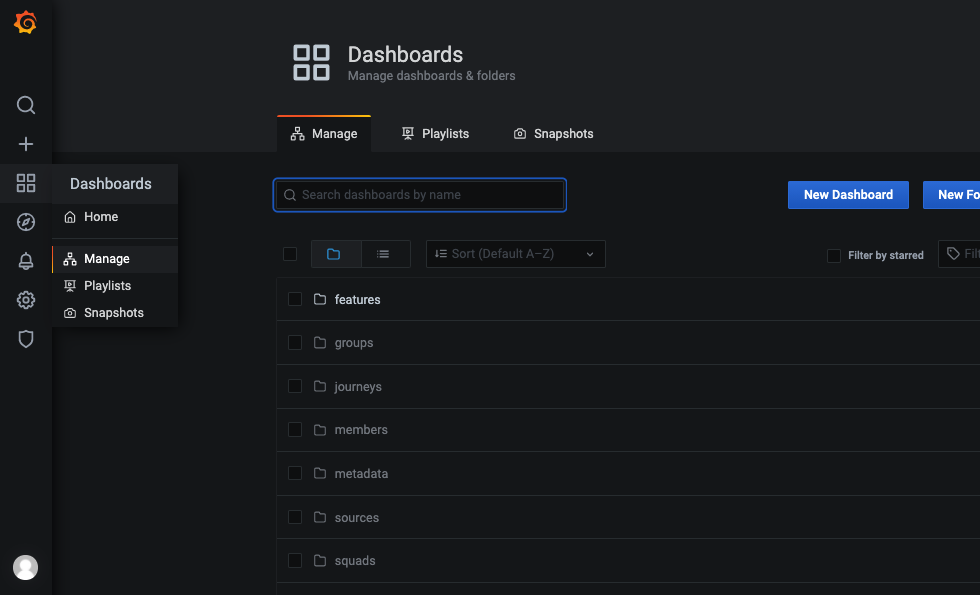 Dashboards
Manage dashboards & folders
Manage
Playlists
Snapshots
Dashboards
Home
Manage
Playlists
Snapshots
Search dashboards by name
New Dashboard
New Fo
Sort (Default A–Z)
Filter by starred
Filt
features
groups
journeys
members
metadata
sources
squads